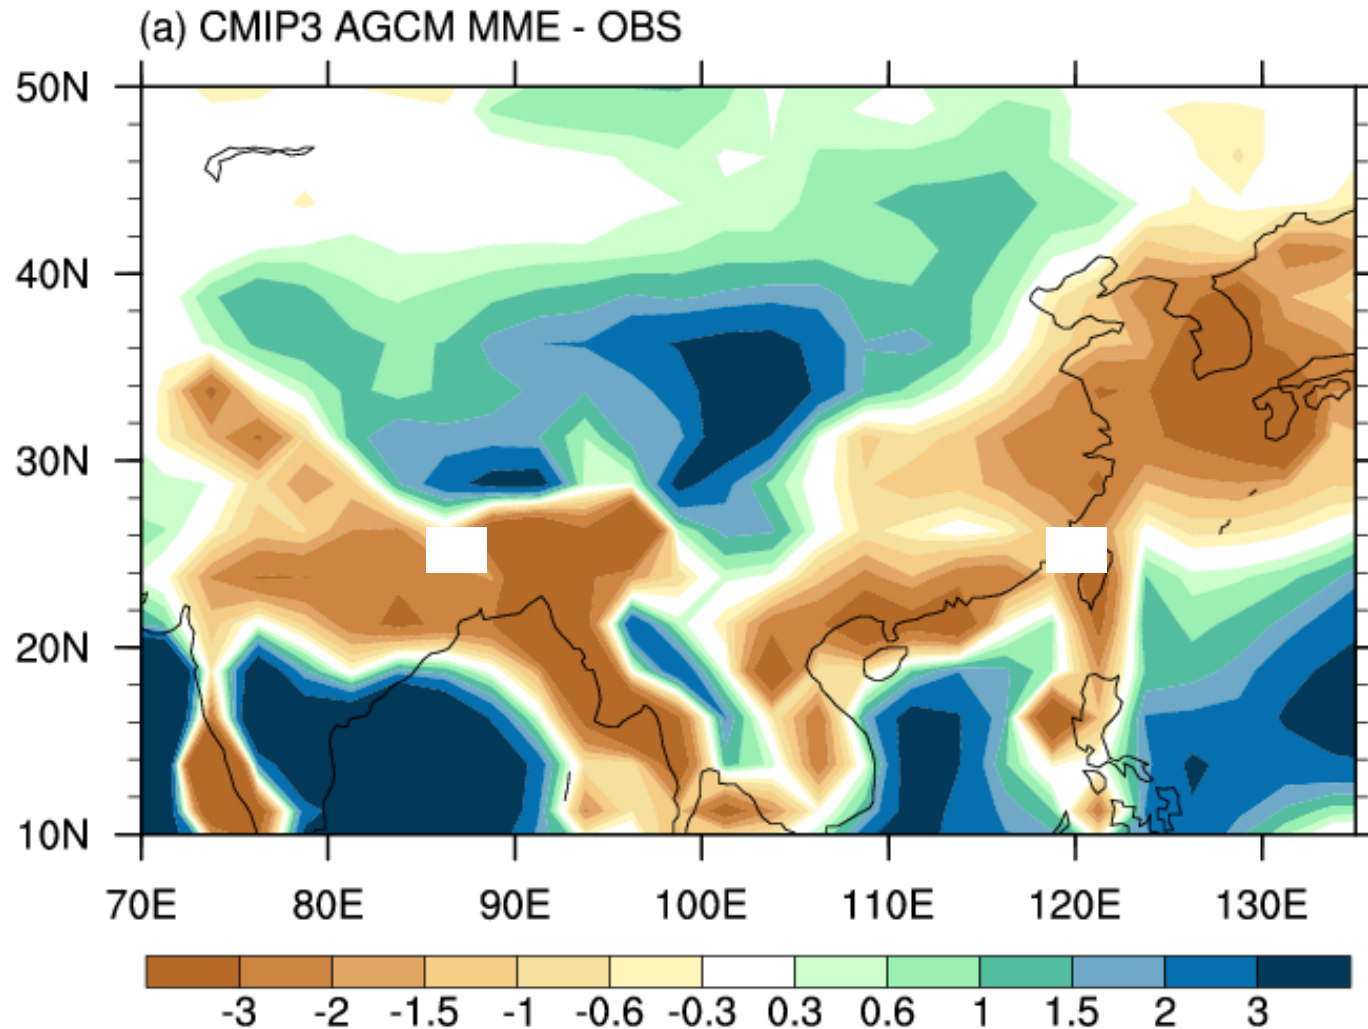 (a) CMIP3 AGCM MME - OBS
50N
40N
30N
20N
10N
70E 80E 90E 100E 110E 120E 130E
-3 -2 -1.5 -1 -0.6 -0.3 0.3 0.6 1 1.5 2 3